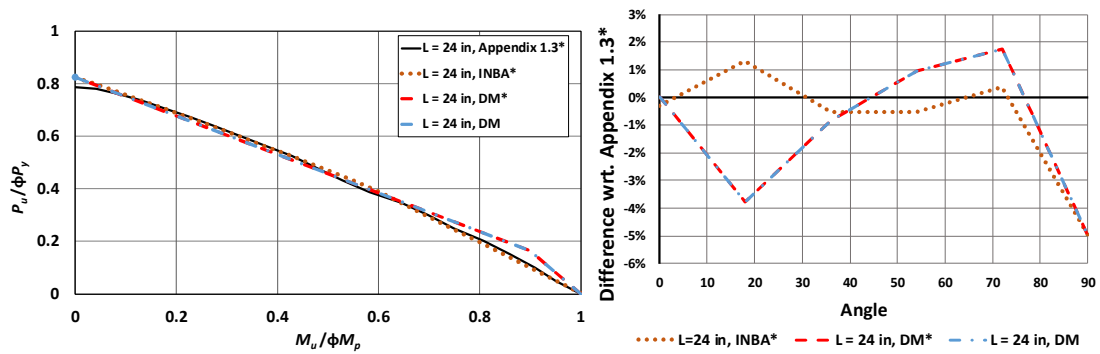 1
0.8
0.6
0.4
0.2
0
0 0.2 0.4 0.6 0.8 1
Pu/ϕPy
Mu/ϕMp
L = 24 in, Appendix 1.3*
L = 24 in, INBA*
L = 24 in, DM*
L = 24 in, DM
3%
2%
1%
0%
-1%
-2%
-3%
-4%
-5%
-6%
0 10 20 30 40 50 60 70 80 90
Difference wrt. Appendix 1.3*
Angle
L=24 in, INBA* L = 24 in, DM* L = 24 in, DM